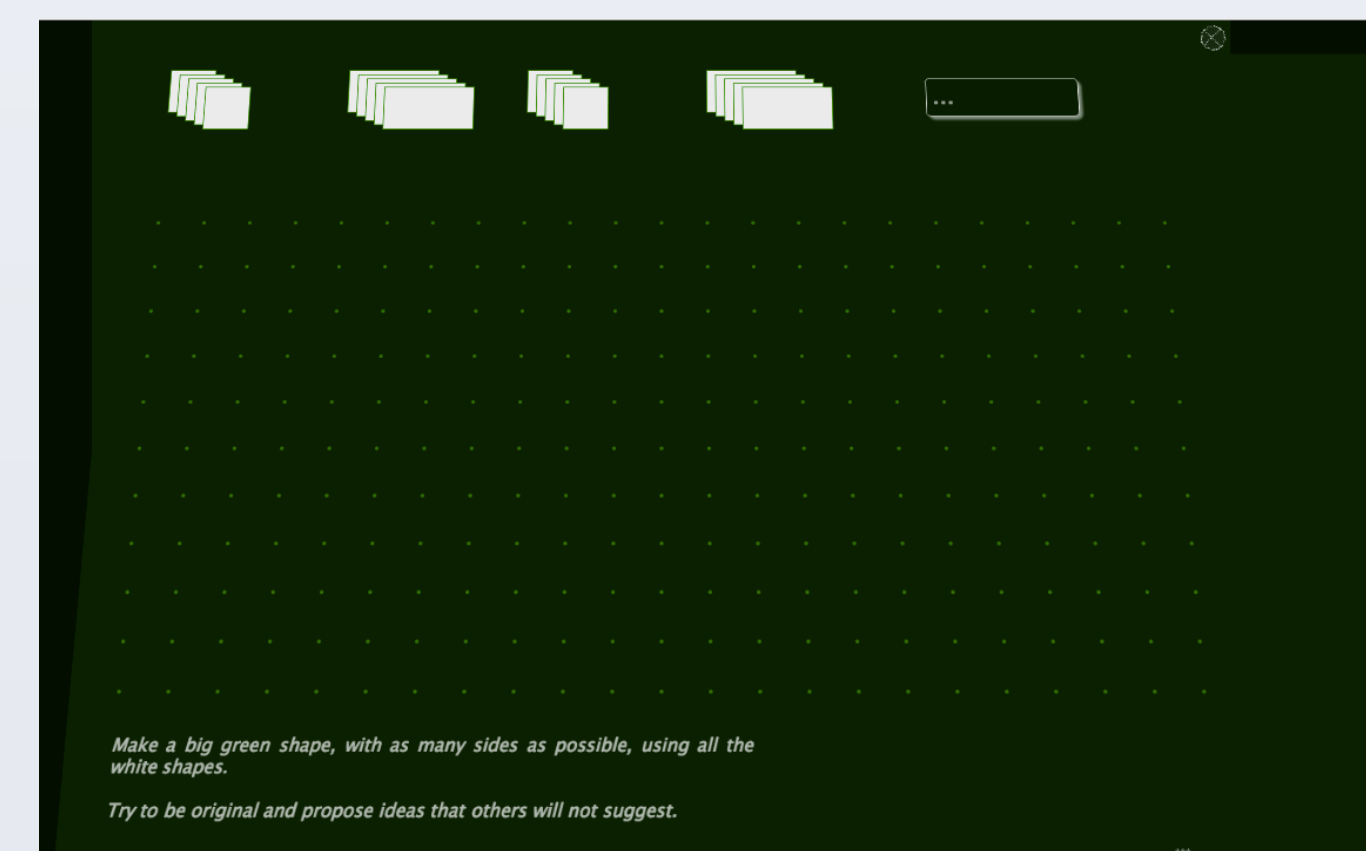 ...
Make a big green shape, with as many sides as possible, using all the
white shapes.
Try to be original and propose ideas that others will not suggest.